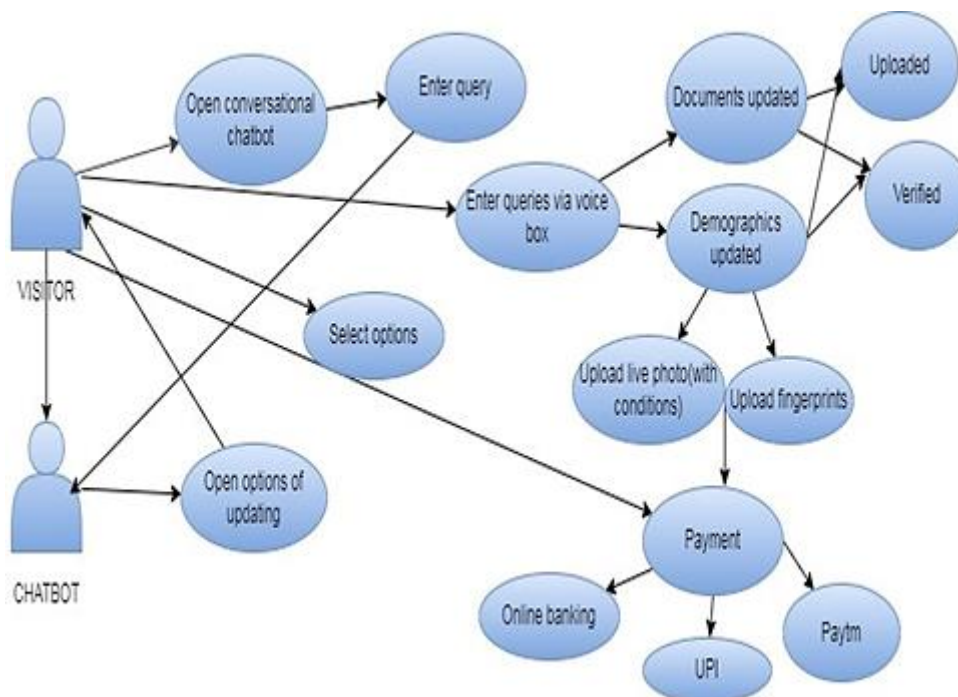 Open conversational
chatbot
Enter query
Documents updated
Uploaded
Verified
Enter queries via voice
box
Demographics
updated
VISITOR
Select options
Upload live photo(with
conditions)
Upload fingerprints
Open options of
updating
CHATBOT
Payment
Online banking
UPI
Paytm